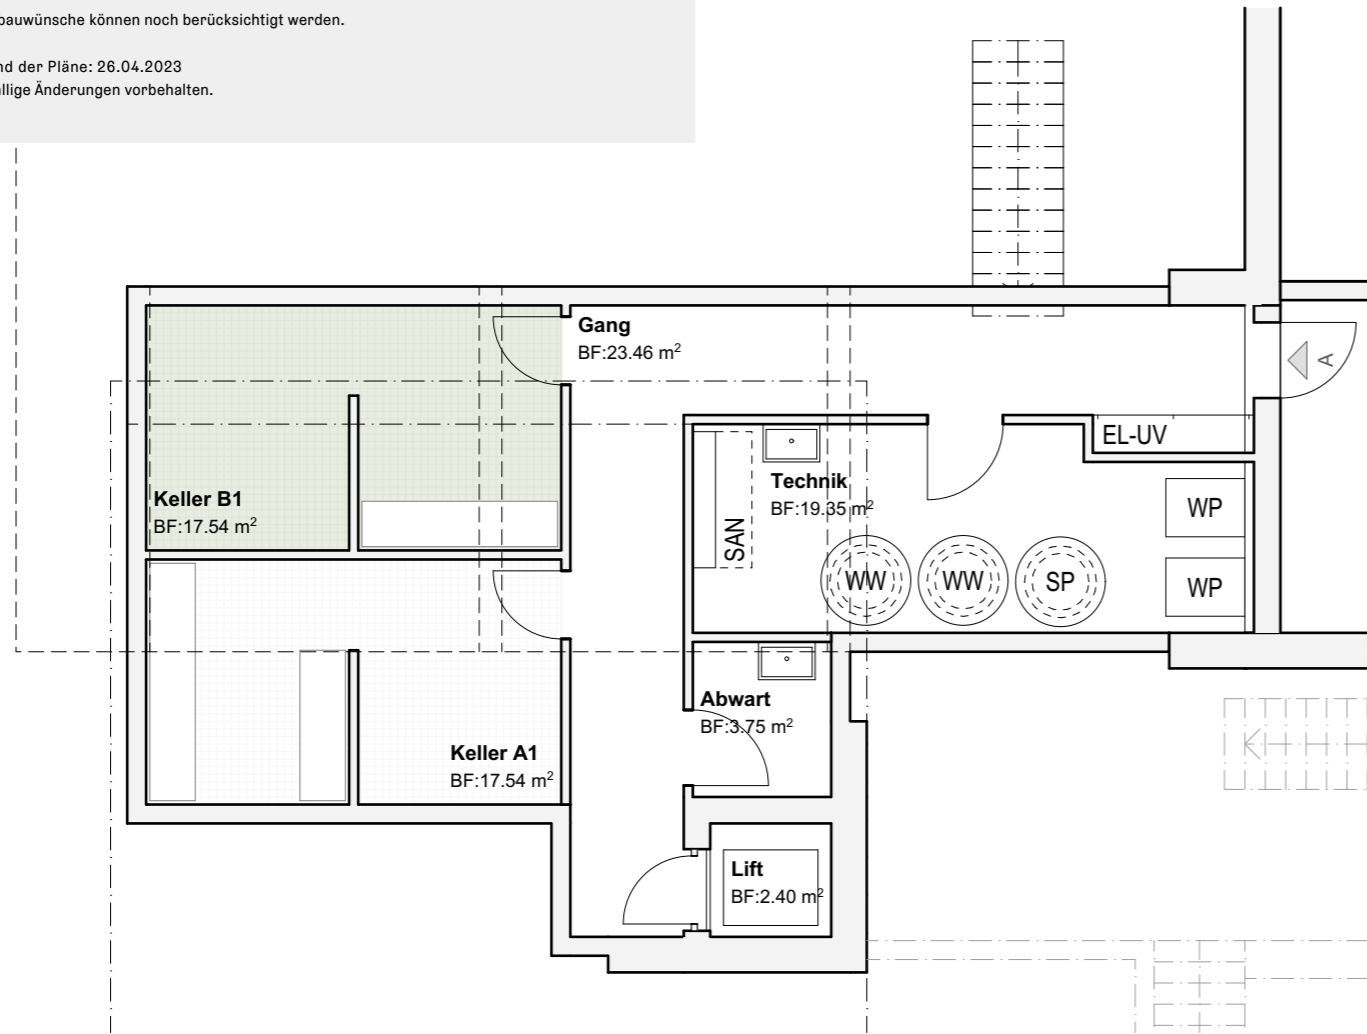 bauwünsche können noch berücksichtigt werden.
nd der Pläne: 26.04.2023
llige Änderungen vorbehalten.
Gang
BF:23.46 m²
A
EL-UV
Technik
BF:19.35 m²
SAN
WP
WW
WW
SP
WP
Keller B1
BF:17.54 m²
Abwart
BF:3.75 m²
Keller A1
BF:17.54 m²
Lift
BF:2.40 m²